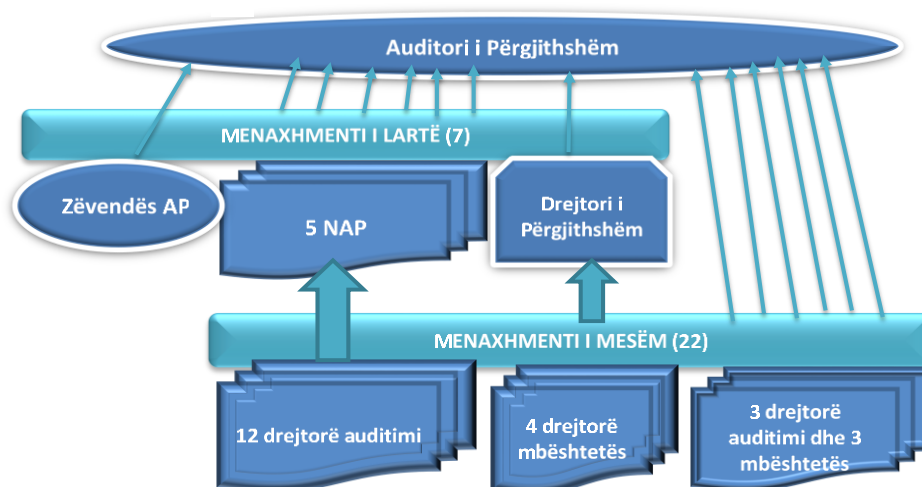 Auditori i Përgjithshëm
MENAXHMENTI I LARTË (7)
Zëvendës AP
5 NAP
Drejtori i
Përgjithshëm
MENAXHMENTI I MESËM (22)
12 drejtorë auditimi
4 drejtorë
mbështetës
3 drejtorë
auditimi dhe 3
mbështetës